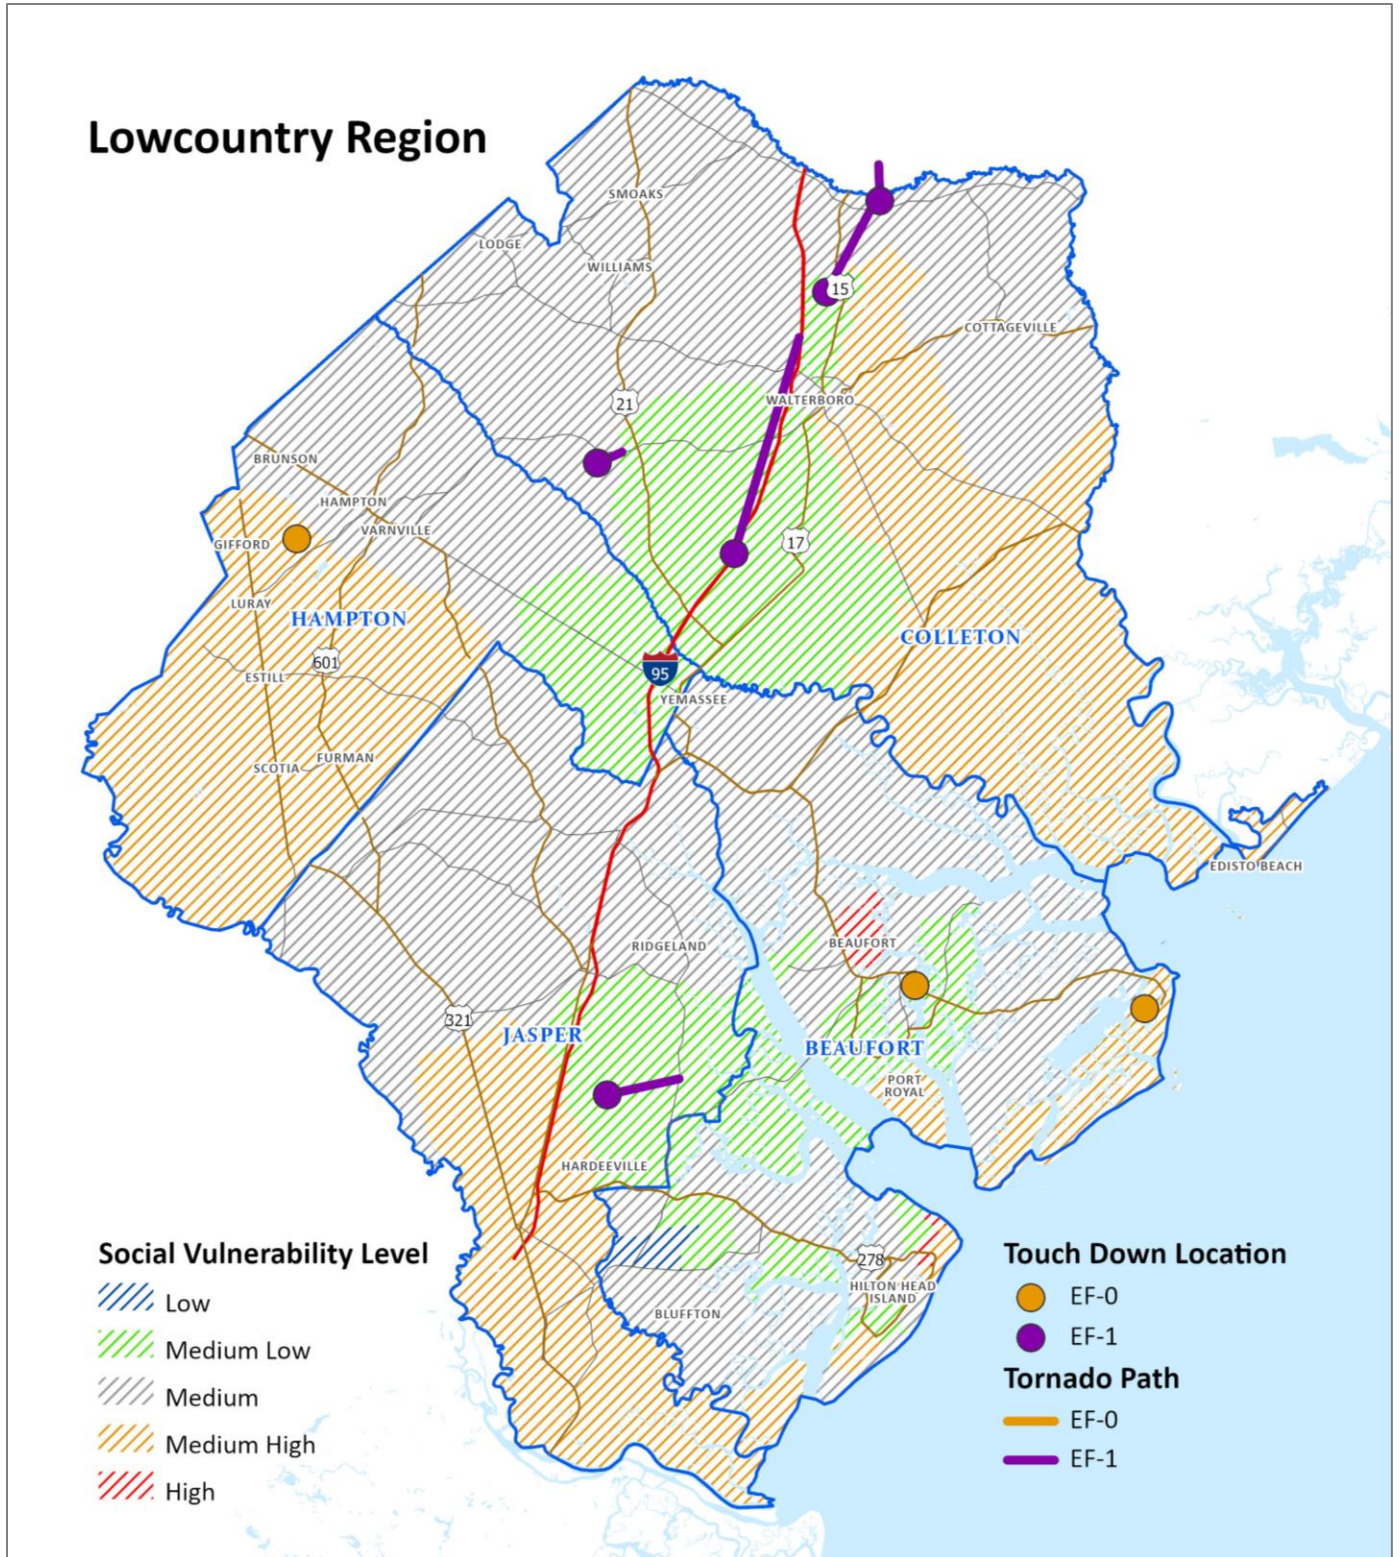 Lowcountry Region
SMOAKS
LODGE
WILLIAMS
15
COTTAGEVILLE
21
WALTERBORO
BRUNSON
HAMPTON
VARNVILLE
GIFFORD
17
LURAY
HAMPTON
COLLETON
601
95
ESTILL
YEMASSEE
FURMAN
SCOTIA
EDISTO BEACH
BEAUFORT
RIDGELAND
321
JASPER
BEAUFORT
PORT
ROYAL
HARDEEVILLE
278
HILTON HEAD
ISLAND
BLUFFTON
Social Vulnerability Level
Low
Medium Low
Medium
Medium High
High
Touch Down Location
EF-0
EF-1
Tornado Path
EF-0
EF-1